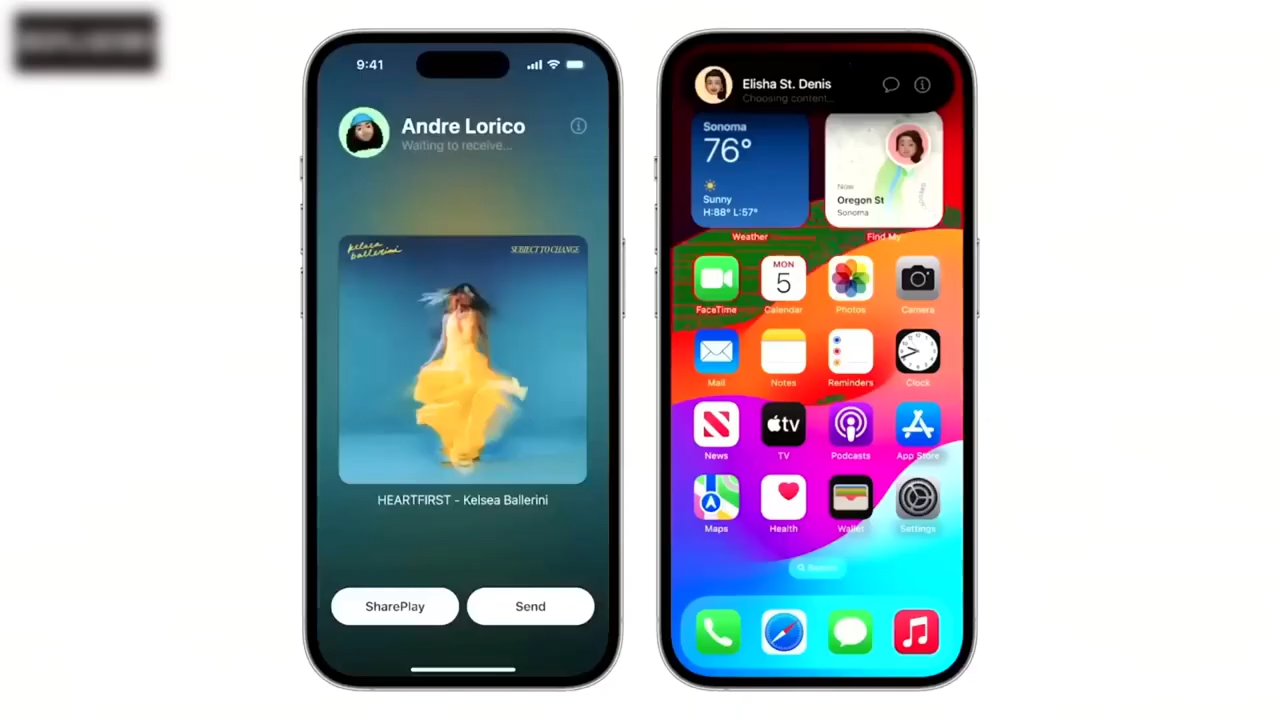 9:41
Andre Lorico
Waiting to receive...
kelsea
ballerini
SUBJECT TO CHANGE
HEARTFIRST - Kelsea Ballerini
SharePlay
Send
Elisha St. Denis
Choosing content...
Sonoma
76°
Sunny
H:88° L:57°
Weather
Now
Oregon St
Sonoma
Find My
FaceTime
MON
5
Calendar
Photos
Camera
Mail
Notes
Reminders
Clock
News
tv
TV
Podcasts
App Store
Maps
Health
Wallet
Settings
Search